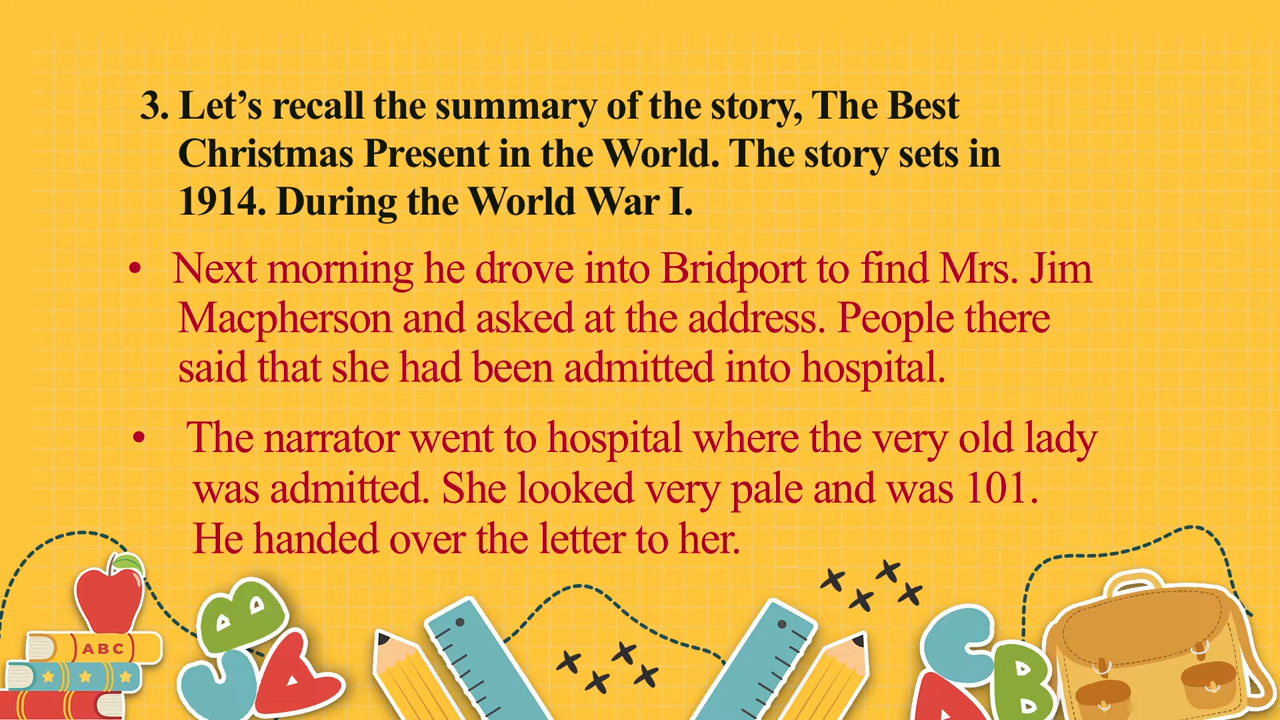 3. Let’s recall the summary of the story, The Best
Christmas Present in the World. The story sets in
1914. During the World War I.
• Next morning he drove into Bridport to find Mrs. Jim
Macpherson and asked at the address. People there
said that she had been admitted into hospital.
• The narrator went to hospital where the very old lady
was admitted. She looked very pale and was 101.
He handed over the letter to her.
ABC
B
C
A
C
B
A